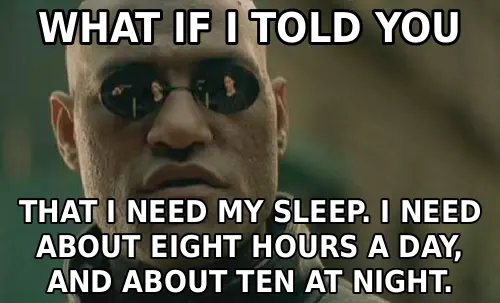 WHAT IF I TOLD YOU
THAT I NEED MY SLEEP. I NEED
ABOUT EIGHT HOURS A DAY,
AND ABOUT TEN AT NIGHT.